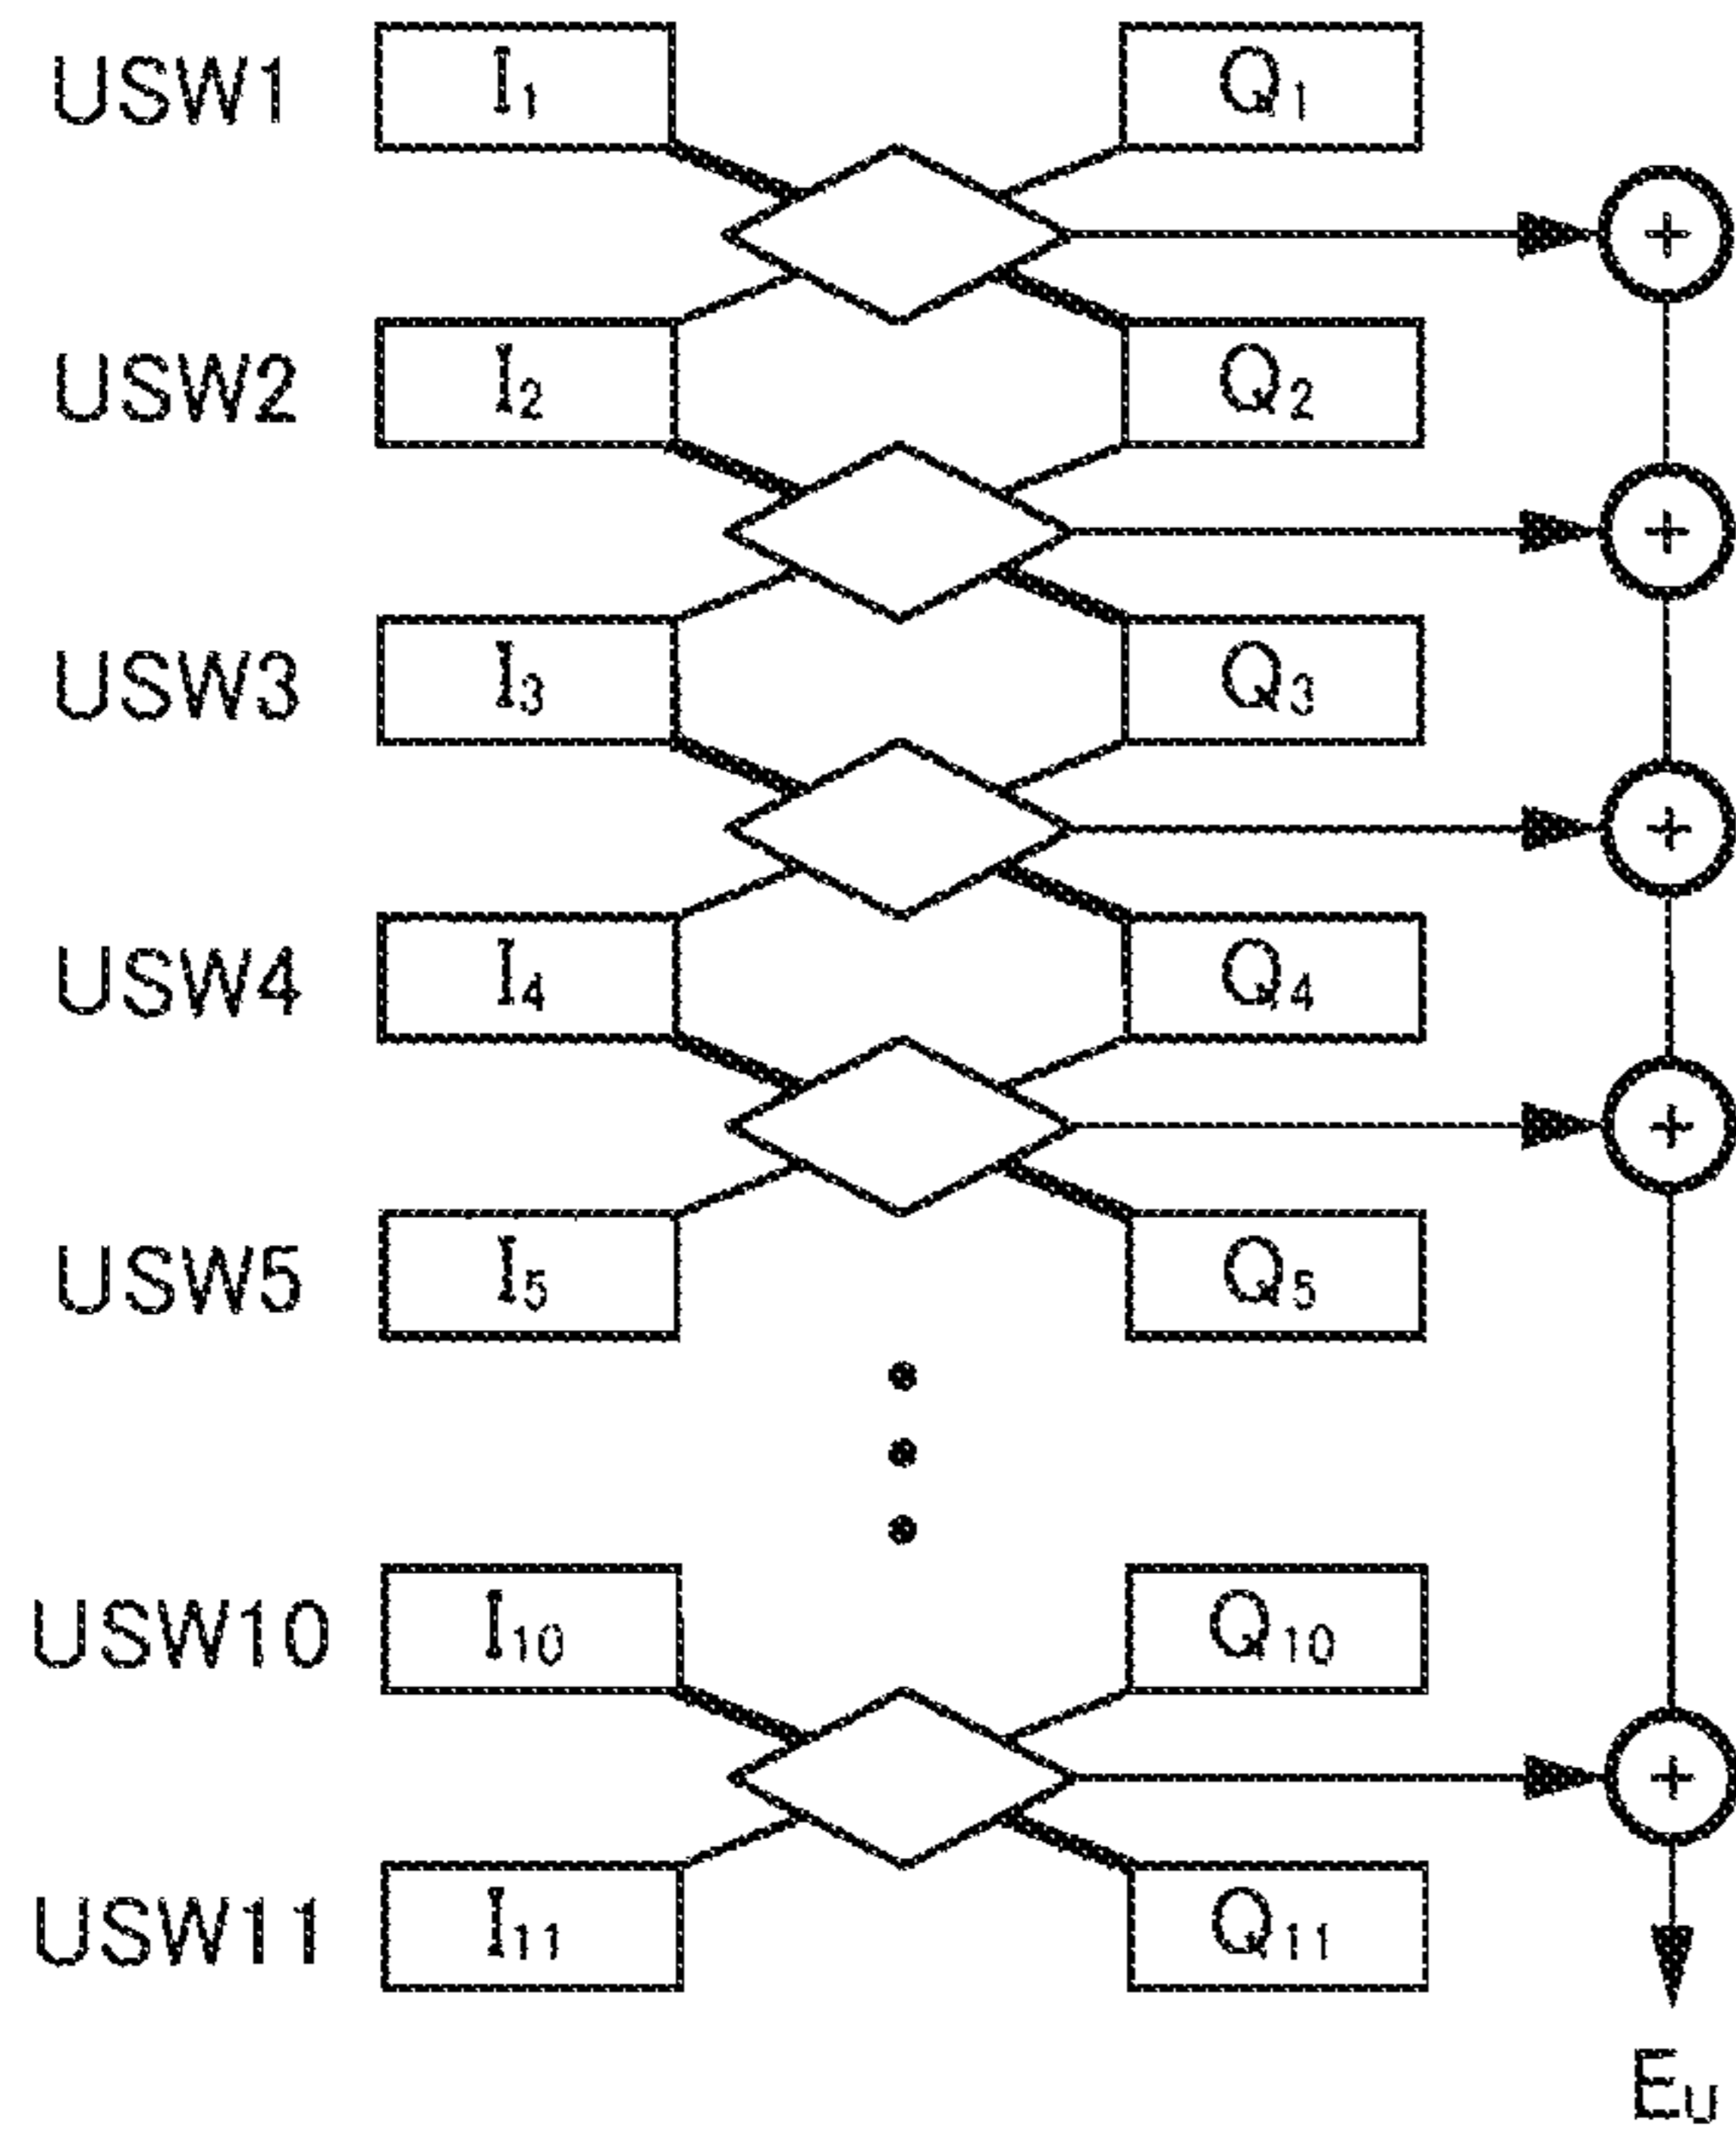 USW1 I₁ Q₁
+
USW2 I₂ Q₂
+
USW3 I₃ Q₃
+
USW4 I₄ Q₄
+
USW5 I₅ Q₅
USW10 I₁₀ Q₁₀
+
USW11 I₁₁ Q₁₁
E_U